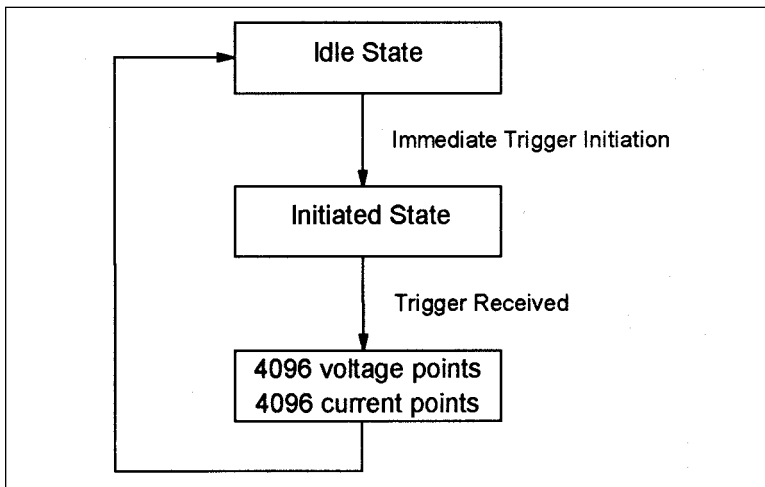 Idle State
Immediate Trigger Initiation
Initiated State
Trigger Received
4096 voltage points
4096 current points